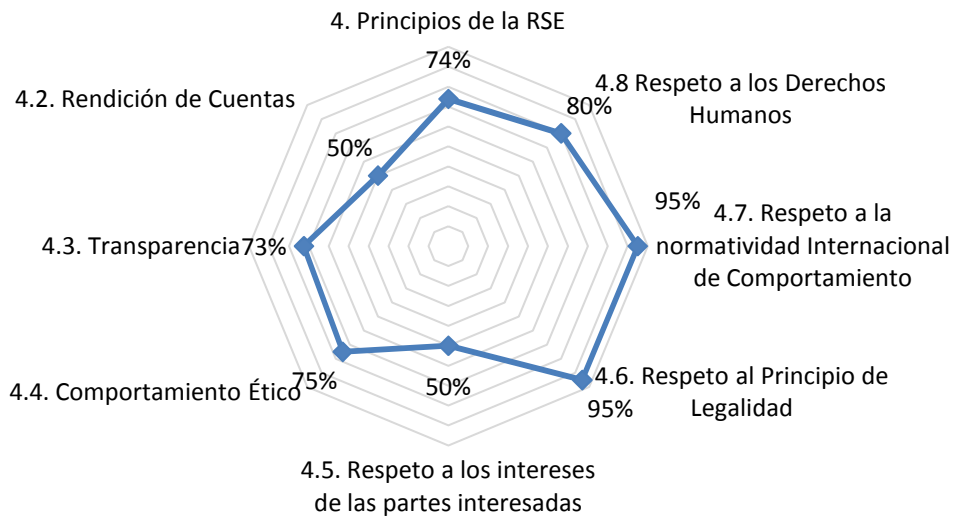 4. Principios de la RSE
74%
4.8 Respeto a los Derechos
Humanos
80%
95%
4.7. Respeto a la
normatividad Internacional
de Comportamiento
4.6. Respeto al Principio de
Legalidad
95%
4.5. Respeto a los intereses
de las partes interesadas
50%
4.4. Comportamiento Ético
75%
4.3. Transparencia
73%
4.2. Rendición de Cuentas
50%